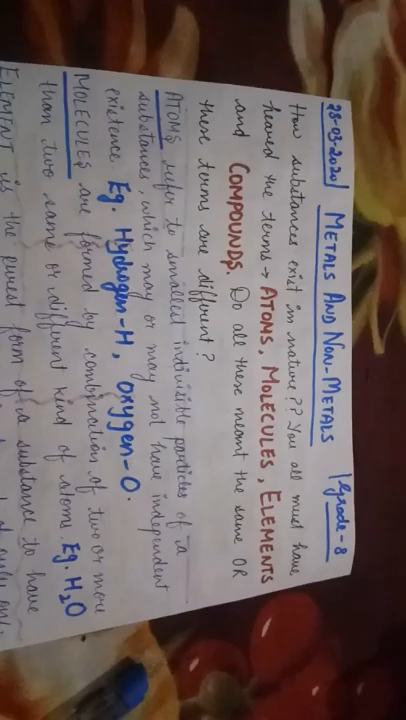 28-03-2020 METALS AND NON-METALS Grade-8
How substances exist in nature?? You all must have
heared the terms → ATOMS, MOLECULES, ELEMENTS
and COMPOUNDS. Do all these meant the same OR
these terms are different?
ATOMS refer to smallest indivisible particles of a
substances, which may or may not have independent
existence Eg. Hydrogen-H, Oxygen-O.
MOLECULES are formed by combination of two or more
than two same or different kind of atoms. Eg. H₂O
ELEMENT is the purest form of a substance to have